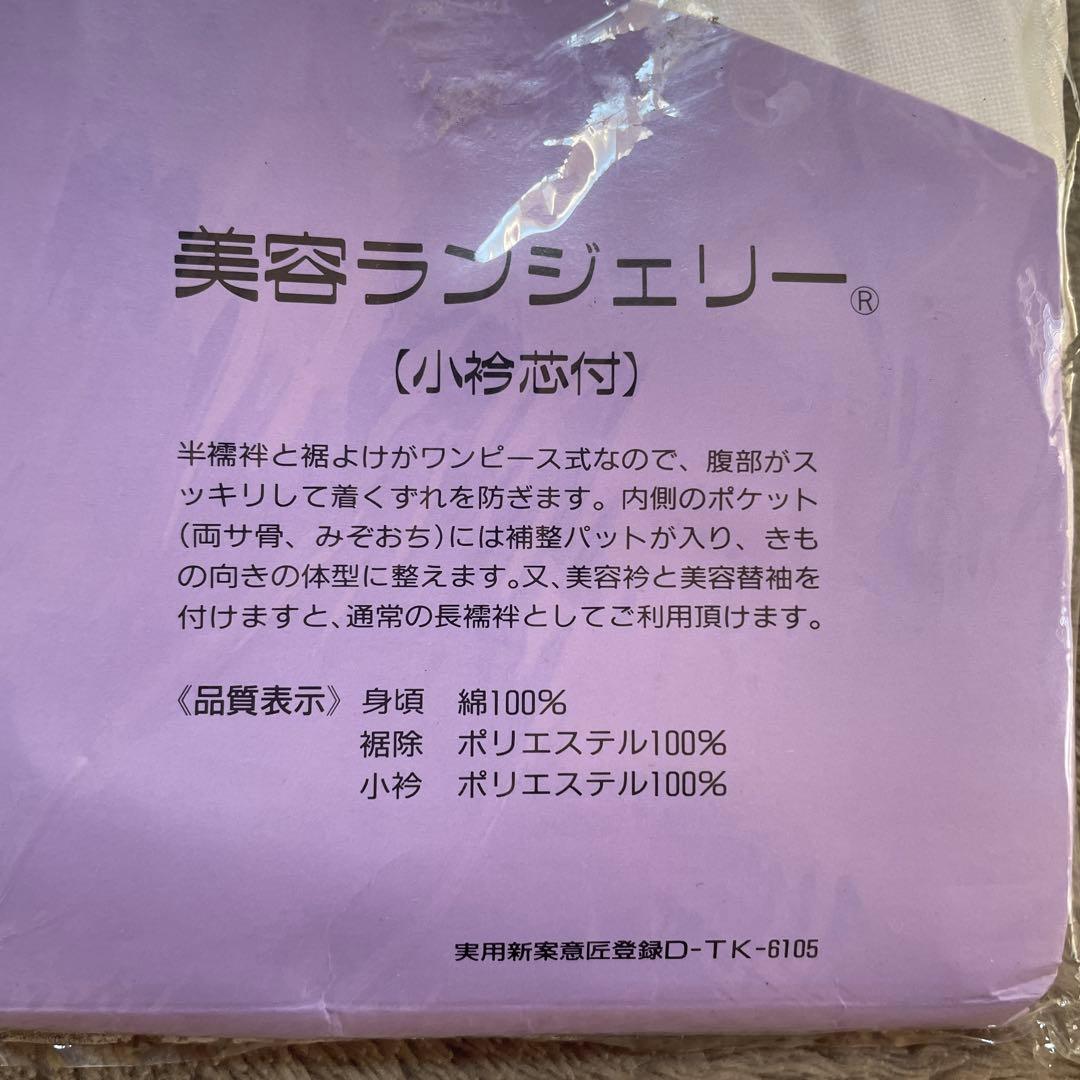 美容ランジェリー®
【小衿芯付】
半襦袢と裾よけがワンピース式なので、腹部がス
ッキリして着くずれを防ぎます。内側のポケット
(両サ骨、みぞおち)には補整パットが入り、きも
の向きの体型に整えます。又、美容衿と美容替袖を
付けますと、通常の長襦袢としてご利用頂けます。
《品質表示》 身頃 綿100%
裾除 ポリエステル100%
小衿 ポリエステル100%
実用新案意匠登録D-TK-6105